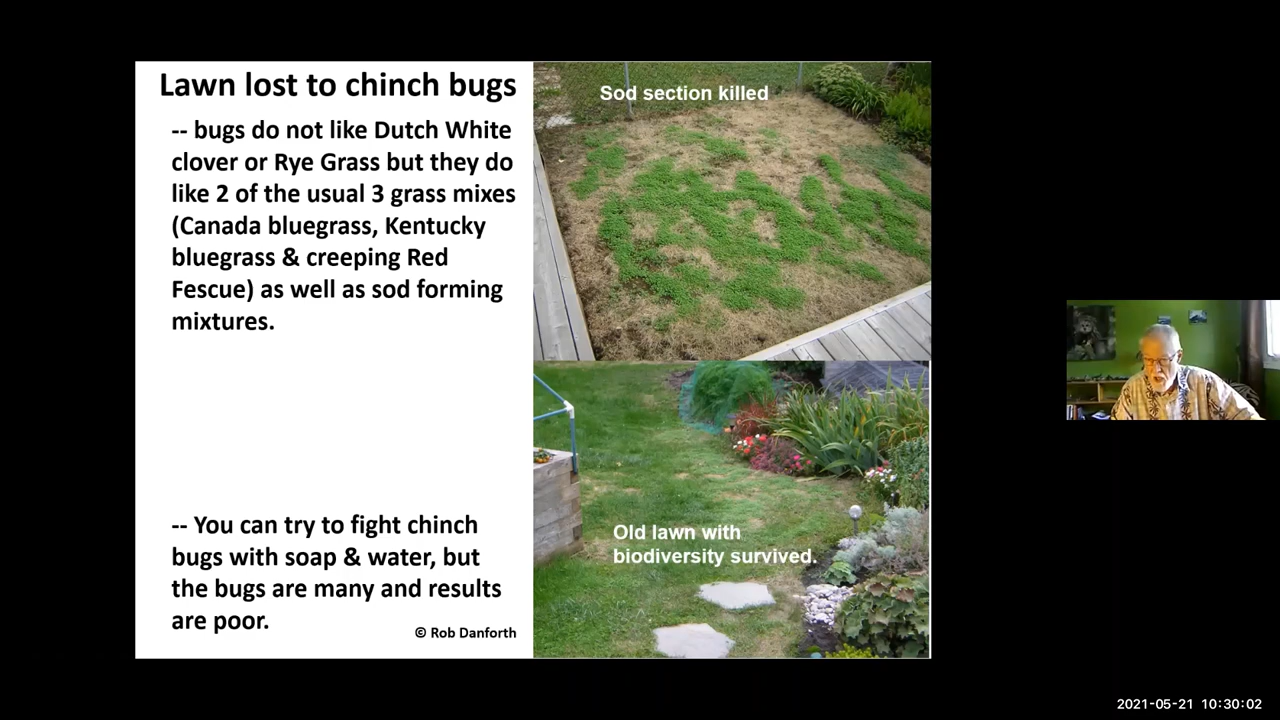 Lawn lost to chinch bugs
-- bugs do not like Dutch White
clover or Rye Grass but they do
like 2 of the usual 3 grass mixes
(Canada bluegrass, Kentucky
bluegrass & creeping Red
Fescue) as well as sod forming
mixtures.
-- You can try to fight chinch
bugs with soap & water, but
the bugs are many and results
are poor.
© Rob Danforth
Sod section killed
Old lawn with
biodiversity survived.
2021-05-21 10:30:02